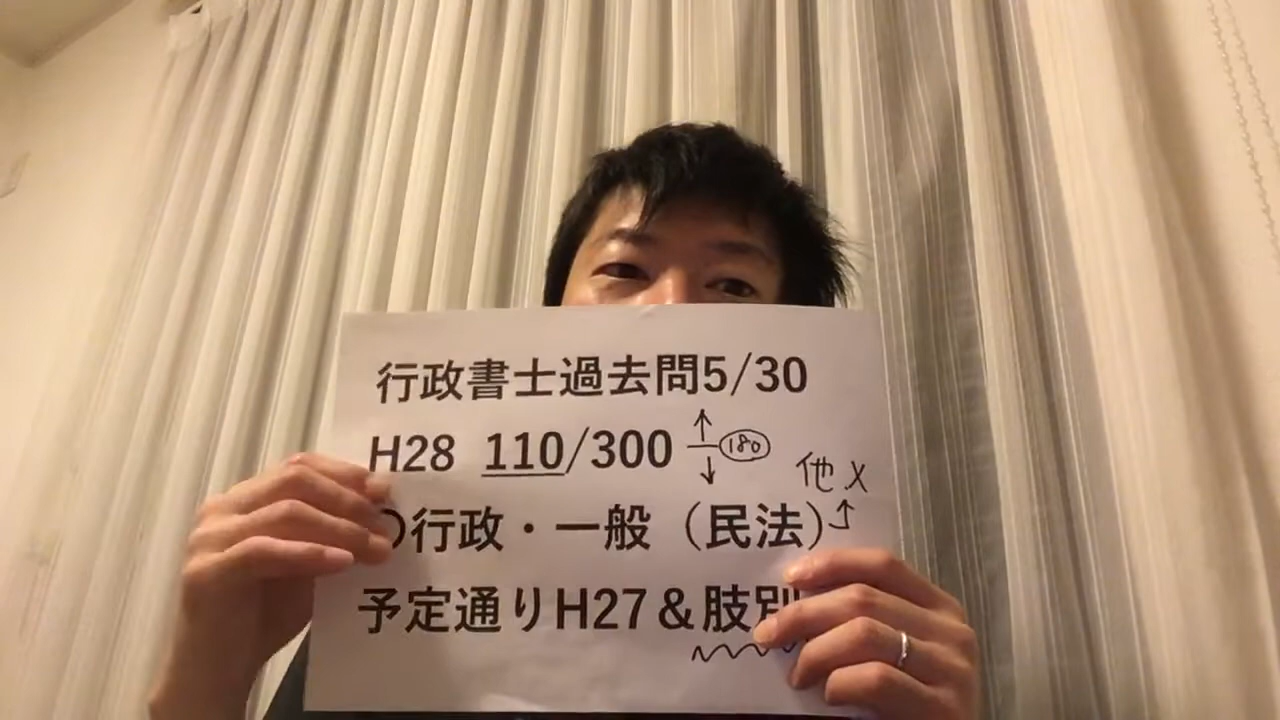 行政書士過去問5/30
H28 110/300 ↑↓ 180
他 ×
〇行政・一般（民法）↑
予定通りH27＆肢別